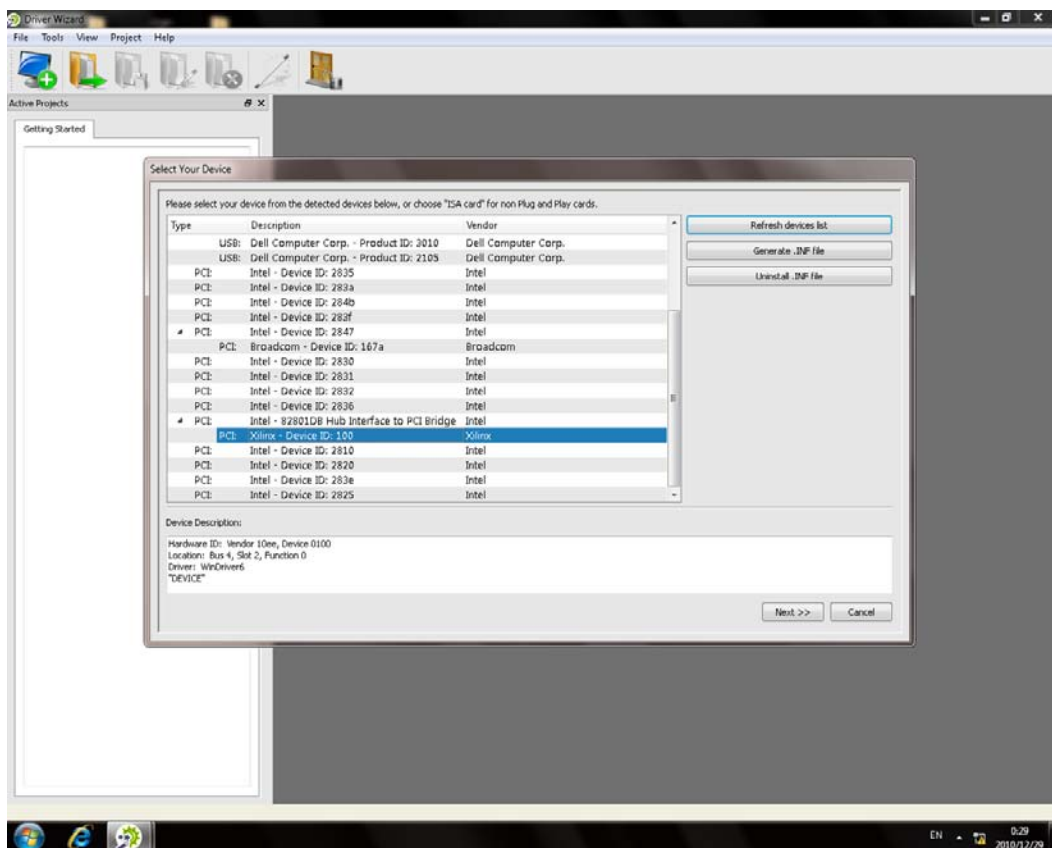 Driver Wizard
File Tools View Project Help
Active Projects
Getting Started
Select Your Device
Please select your device from the detected devices below, or choose "ISA card" for non Plug and Play cards.
Type Description Vendor
USB: Dell Computer Corp. - Product ID: 3010 Dell Computer Corp.
USB: Dell Computer Corp. - Product ID: 2105 Dell Computer Corp.
PCI: Intel - Device ID: 2835 Intel
PCI: Intel - Device ID: 283a Intel
PCI: Intel - Device ID: 284b Intel
PCI: Intel - Device ID: 283f Intel
PCI: Intel - Device ID: 2847 Intel
PCI: Broadcom - Device ID: 167a Broadcom
PCI: Intel - Device ID: 2830 Intel
PCI: Intel - Device ID: 2831 Intel
PCI: Intel - Device ID: 2832 Intel
PCI: Intel - Device ID: 2836 Intel
PCI: Intel - 82801DB Hub Interface to PCI Bridge Intel
PCI: Xilinx - Device ID: 100 Xilinx
PCI: Intel - Device ID: 2810 Intel
PCI: Intel - Device ID: 2820 Intel
PCI: Intel - Device ID: 283e Intel
PCI: Intel - Device ID: 2825 Intel
Refresh devices list
Generate .INF file
Uninstall .INF file
Device Description:
Hardware ID: Vendor 10ee, Device 0100
Location: Bus 4, Slot 2, Function 0
Driver: WinDriver6
"DEVICE"
Next >> Cancel
EN 0:29
2010/12/29